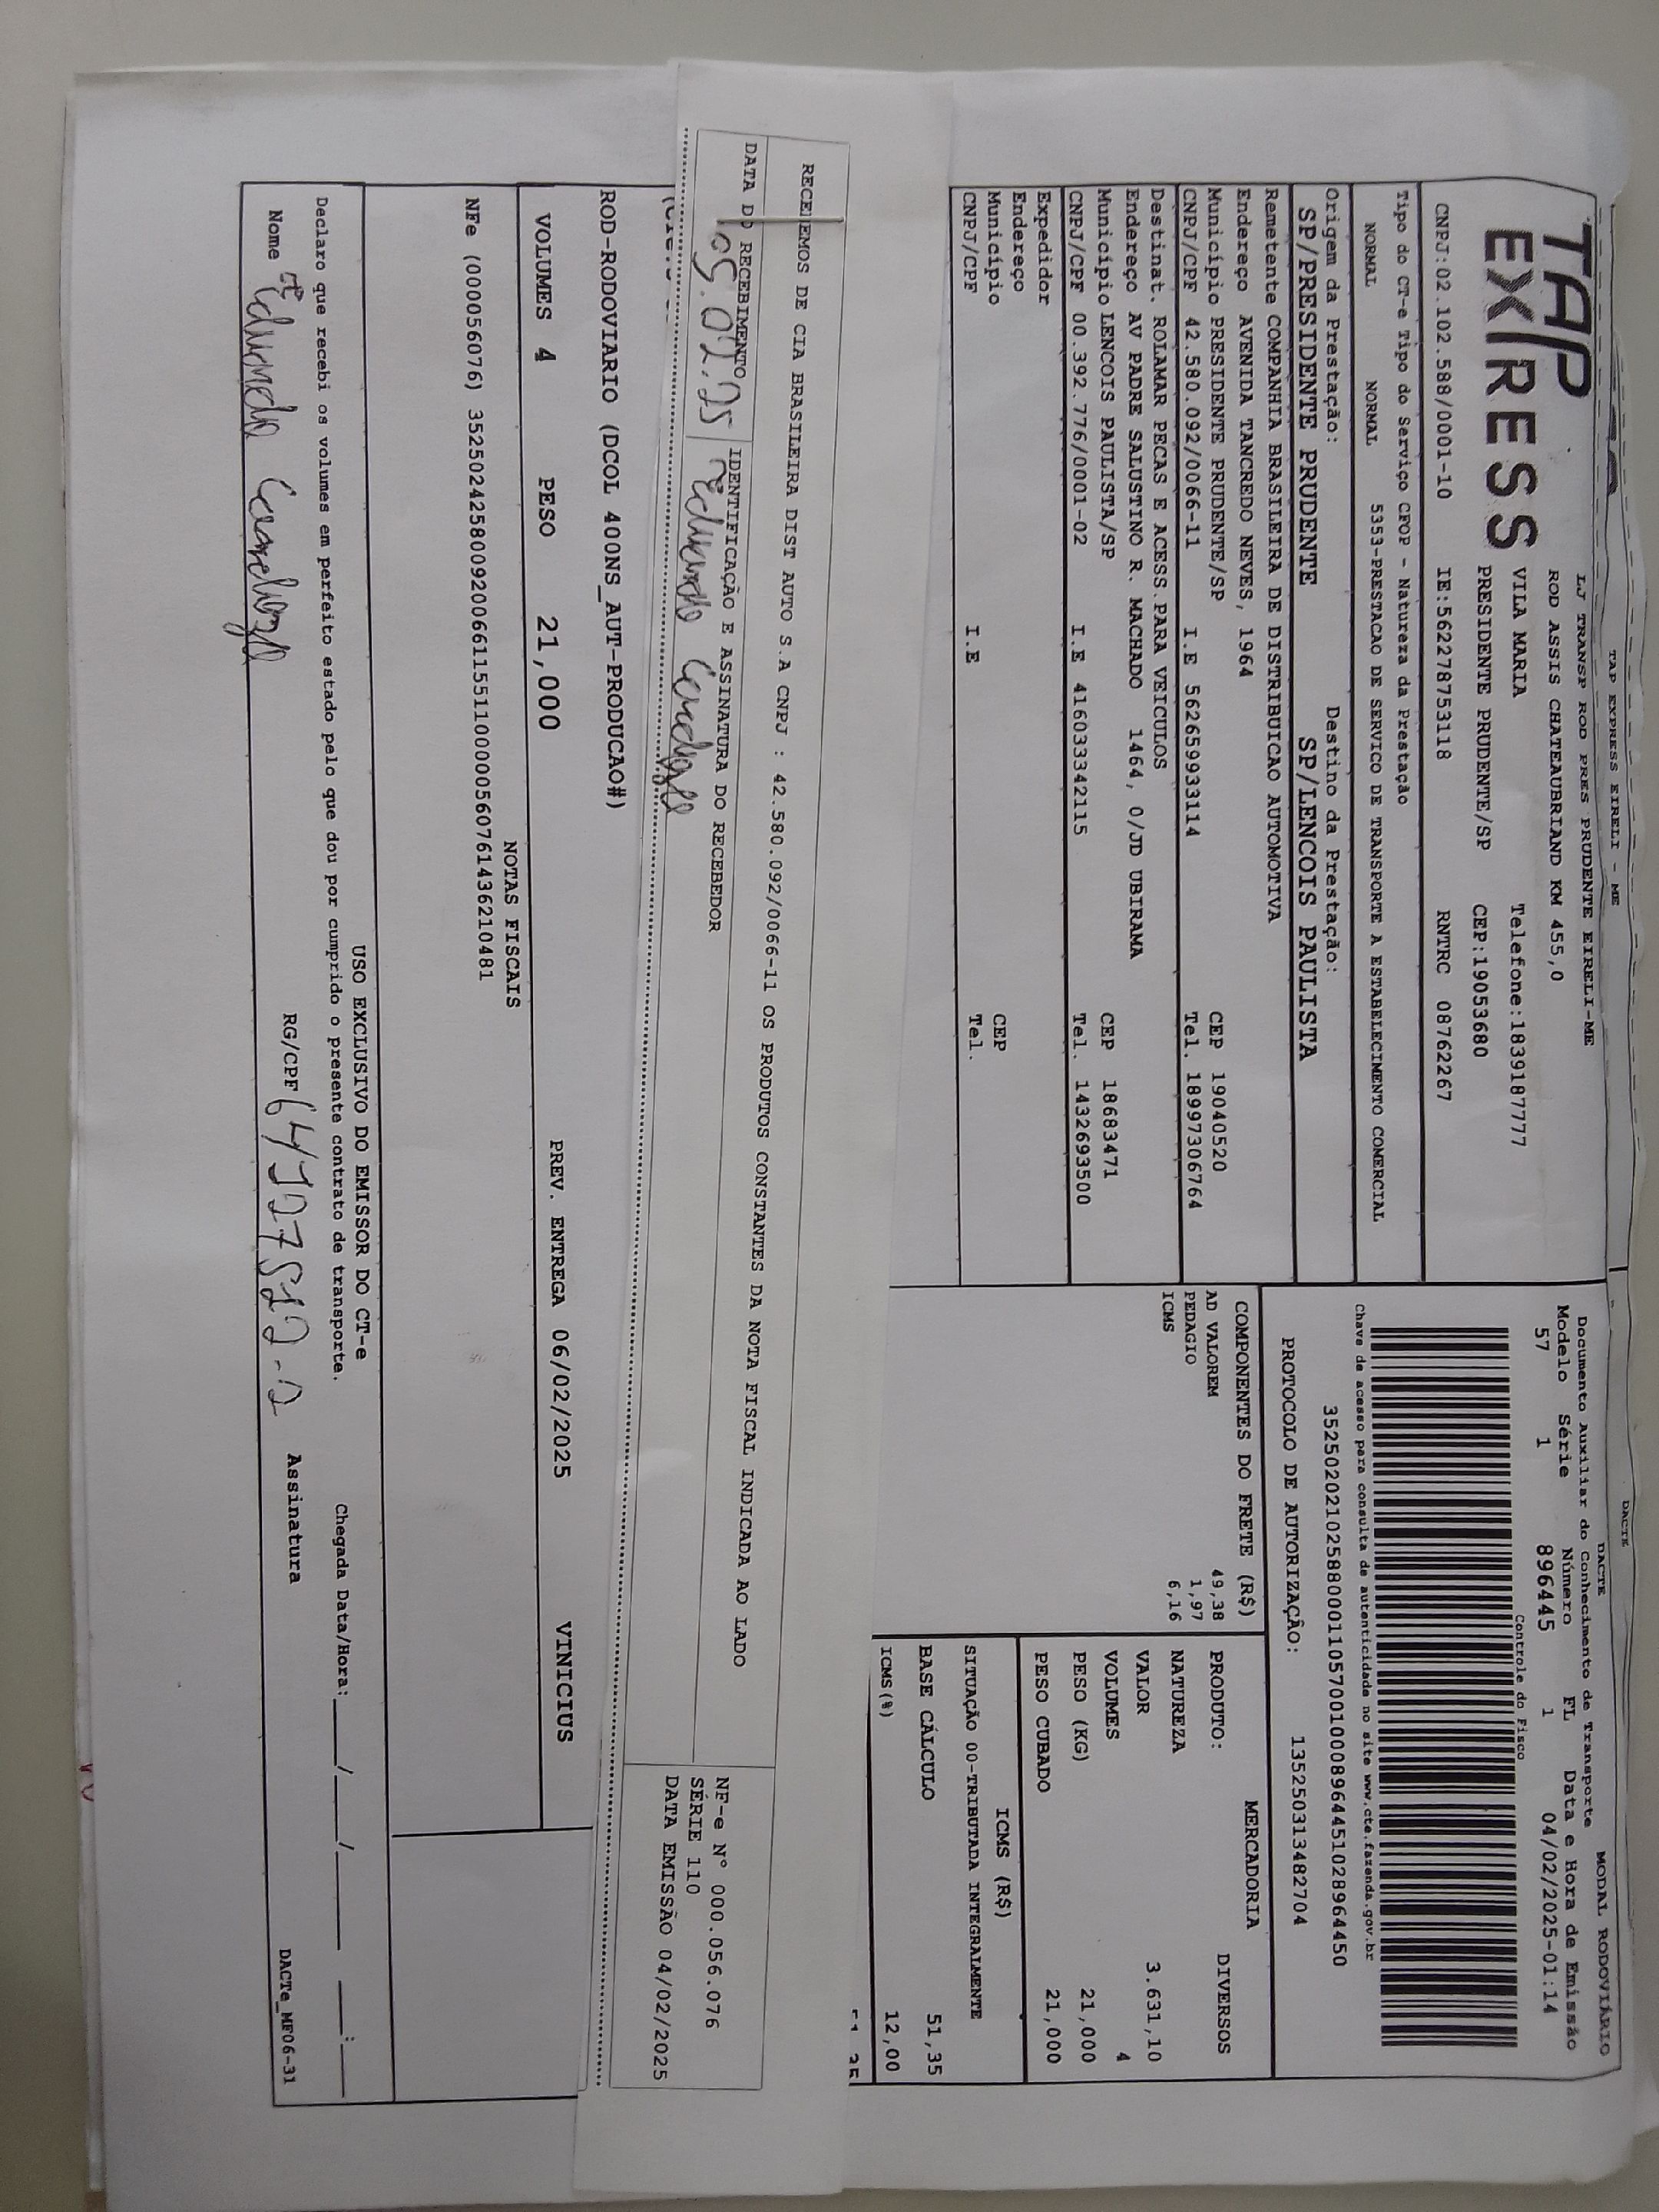 TAP EXPRESS EIRELI - ME
DACTE
TAP
EXPRESS
LJ TRANSP ROD PRES PRUDENTE EIRELI-ME
ROD ASSIS CHATEAUBRIAND KM 455,0
VILA MARIA Telefone:1839187777
PRESIDENTE PRUDENTE/SP CEP:19053680
CNPJ:02.102.588/0001-10 IE:562278753118 RNTRC 08762267
Tipo do CT-e Tipo do Serviço CFOP - Natureza da Prestação
NORMAL NORMAL 5353-PRESTACAO DE SERVICO DE TRANSPORTE A ESTABELECIMENTO COMERCIAL
Origem da Prestação: Destino da Prestação:
SP/PRESIDENTE PRUDENTE SP/LENCOIS PAULISTA
Remetente COMPANHIA BRASILEIRA DE DISTRIBUICAO AUTOMOTIVA
Endereço AVENIDA TANCREDO NEVES, 1964
Município PRESIDENTE PRUDENTE/SP CEP 19040520
CNPJ/CPF 42.580.092/0066-11 I.E 562659933114 Tel. 18997306764
Destinat. ROLAMAR PECAS E ACESS.PARA VEICULOS
Endereço AV PADRE SALUSTINO R. MACHADO 1464, 0/JD UBIRAMA
Município LENCOIS PAULISTA/SP CEP 18683471
CNPJ/CPF 00.392.776/0001-02 I.E 416033342115 Tel. 1432693500
Expedidor
Endereço
Município CEP
CNPJ/CPF I.E Tel.
DACTE MODAL RODOVIÁRIO
Documento Auxiliar do Conhecimento de Transporte
Modelo Série Número FL Data e Hora de Emissão
57 1 896445 1 04/02/2025-01:14
Controle do Fisco
Chave de acesso para consulta de autenticidade no site www.cte.fazenda.gov.br
35250202102588000110570010008964451028964450
PROTOCOLO DE AUTORIZAÇÃO: 135250313482704
COMPONENTES DO FRETE (R$)
AD VALOREM 49,38
PEDAGIO 1,97
ICMS 6,16
MERCADORIA
PRODUTO: DIVERSOS
NATUREZA
VALOR 3.631,10
VOLUMES 4
PESO (KG) 21,000
PESO CUBADO 21,000
ICMS (R$)
SITUAÇÃO 00-TRIBUTADA INTEGRALMENTE
BASE CÁLCULO 51,35
ICMS(%) 12,00
RECEBEMOS DE CIA BRASILEIRA DIST AUTO S.A CNPJ : 42.580.092/0066-11 OS PRODUTOS CONSTANTES DA NOTA FISCAL INDICADA AO LADO
DATA DO RECEBIMENTO IDENTIFICAÇÃO E ASSINATURA DO RECEBEDOR
05.02.25 Eduardo
NF-e Nº 000.056.076
SÉRIE 110
DATA EMISSÃO 04/02/2025
ROD-RODOVIARIO (DCOL 400NS_AUT-PRODUCAO#)
VOLUMES 4 PESO 21,000 PREV. ENTREGA 06/02/2025 VINICIUS
NOTAS FISCAIS
NFe (000056076) 35250242580092006611551100000560761436210481
USO EXCLUSIVO DO EMISSOR DO CT-e
Declaro que recebi os volumes em perfeito estado pelo que dou por cumprido o presente contrato de transporte. Chegada Data/Hora:____/____/____ ___:___
Nome Eduardo RG/CPF Assinatura DACTe_MF06-31